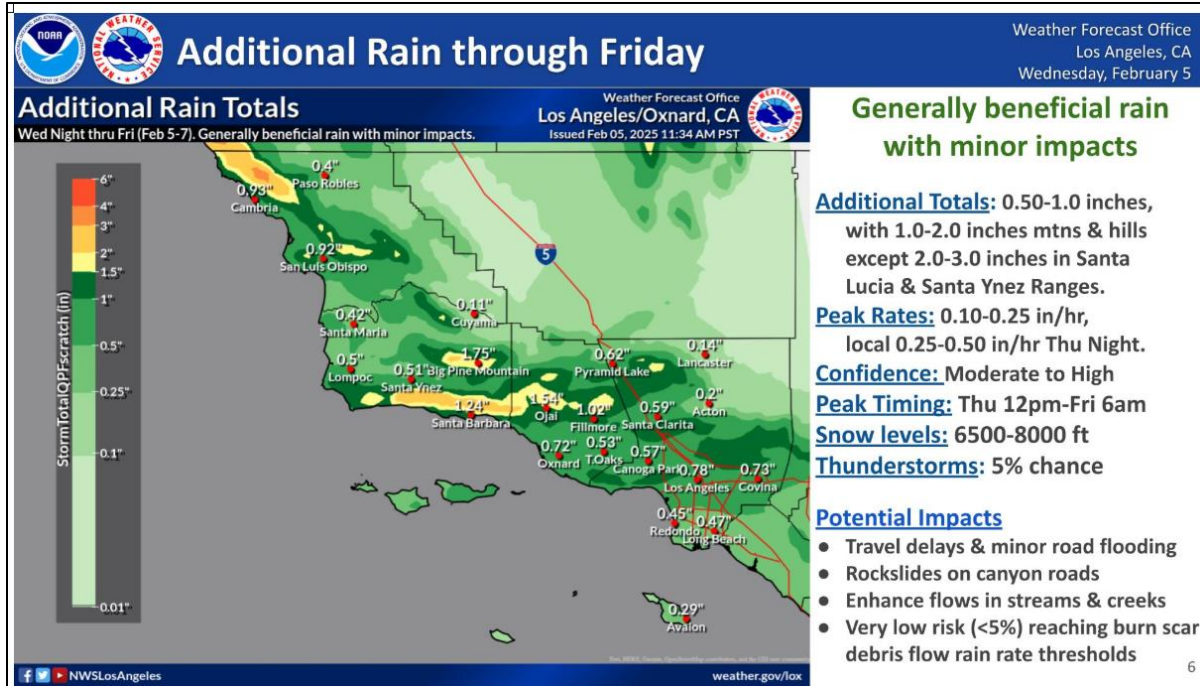 NOAA
NATIONAL WEATHER SERVICE
Additional Rain through Friday
Weather Forecast Office
Los Angeles, CA
Wednesday, February 5
Additional Rain Totals
Wed Night thru Fri (Feb 5-7). Generally beneficial rain with minor impacts.
Weather Forecast Office
Los Angeles/Oxnard, CA
Issued Feb 05, 2025 11:34 AM PST
StormTotalQPFscratch (in)
6"
4"
3"
2"
1.5"
1"
0.5"
0.25"
0.1"
0.01"
0.4"
Paso Robles
0.93"
Cambria
0.92"
San Luis Obispo
5
0.42"
Santa Maria
0.11"
Cuyama
0.5"
Lompoc
0.51"
Santa Ynez
1.75"
Big Pine Mountain
0.62"
Pyramid Lake
0.14"
Lancaster
1.24"
Santa Barbara
1.54"
Ojai
1.02"
Fillmore
0.59"
Santa Clarita
0.2"
Acton
0.72"
Oxnard
0.53"
T.Oaks
0.57"
Canoga Park
0.78"
Los Angeles
0.73"
Covina
0.45"
Redondo
0.47"
Long Beach
0.29"
Avalon
NWSLosAngeles
weather.gov/lox
Generally beneficial rain
with minor impacts
Additional Totals: 0.50-1.0 inches,
with 1.0-2.0 inches mtns & hills
except 2.0-3.0 inches in Santa
Lucia & Santa Ynez Ranges.
Peak Rates: 0.10-0.25 in/hr,
local 0.25-0.50 in/hr Thu Night.
Confidence: Moderate to High
Peak Timing: Thu 12pm-Fri 6am
Snow levels: 6500-8000 ft
Thunderstorms: 5% chance
Potential Impacts
● Travel delays & minor road flooding
● Rockslides on canyon roads
● Enhance flows in streams & creeks
● Very low risk (<5%) reaching burn scar
debris flow rain rate thresholds
6